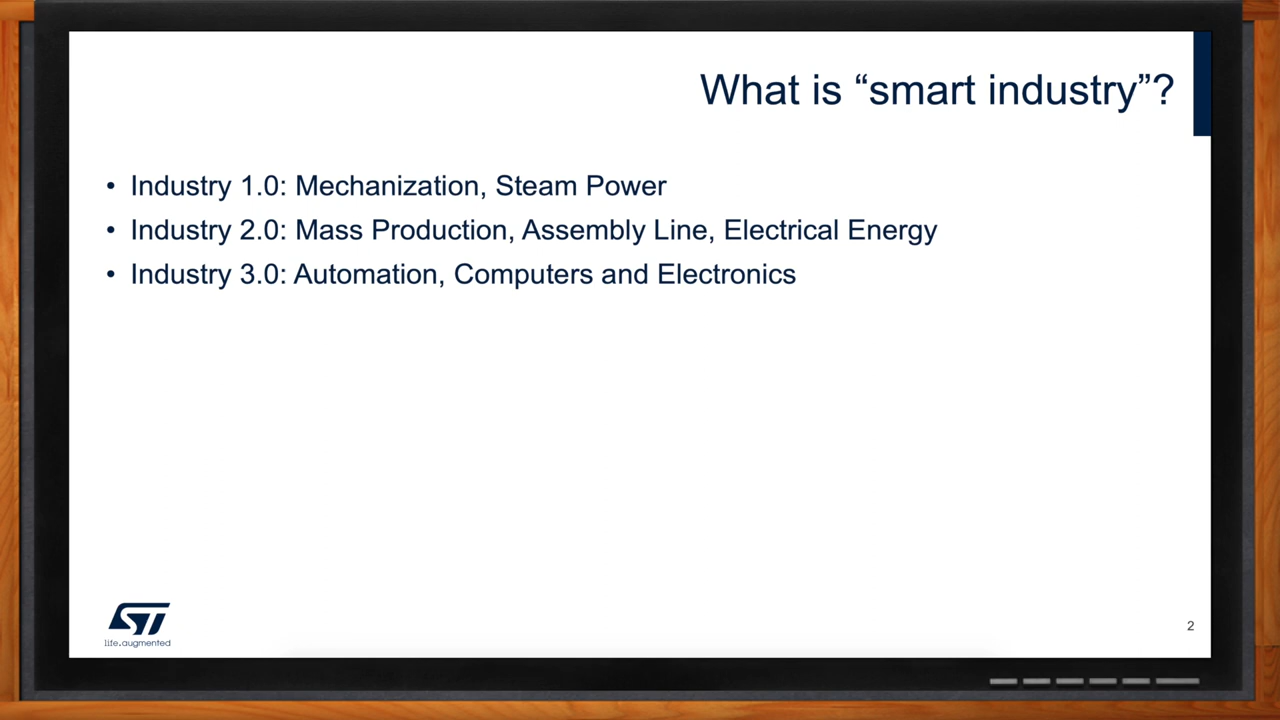 What is “smart industry”?
• Industry 1.0: Mechanization, Steam Power
• Industry 2.0: Mass Production, Assembly Line, Electrical Energy
• Industry 3.0: Automation, Computers and Electronics
ST
life.augmented
2